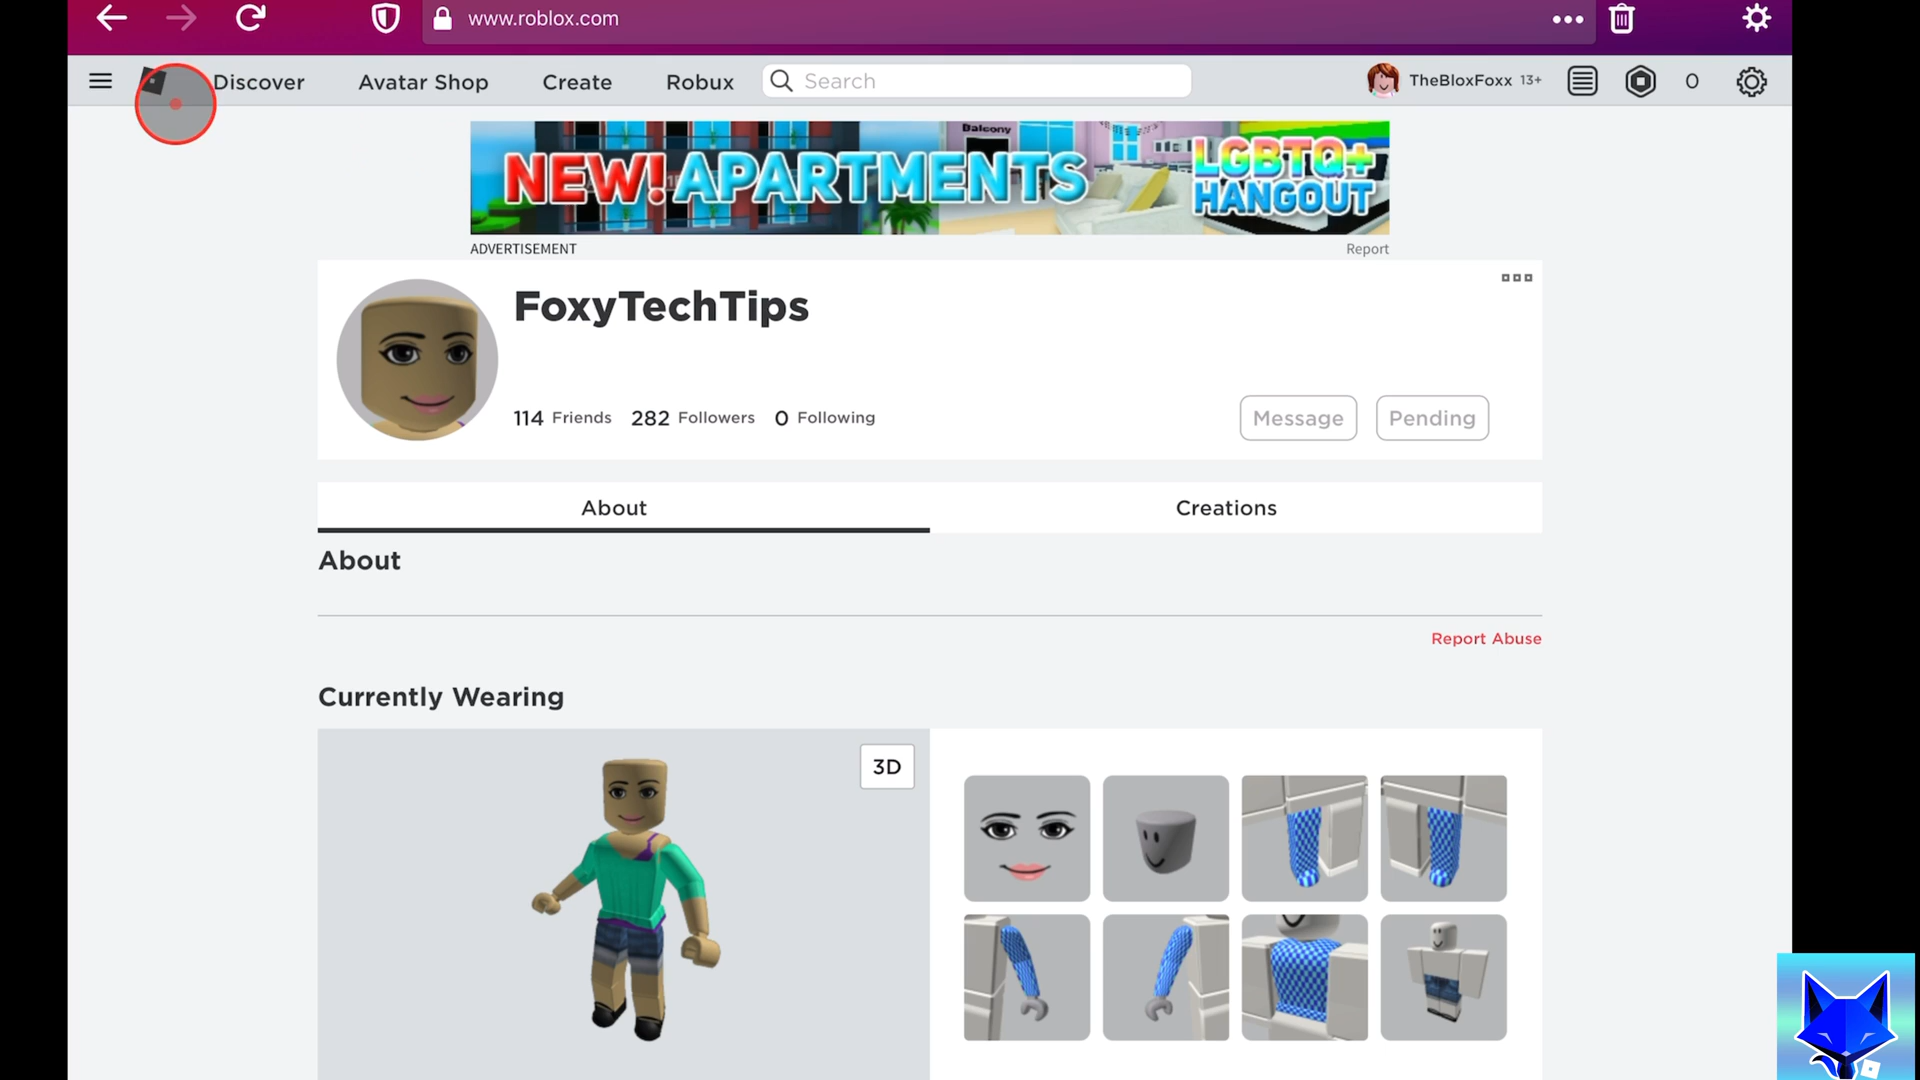 www.roblox.com
Discover
Avatar Shop
Create
Robux
Search
TheBloxFoxx 13+
0
Balcony
NEW! APARTMENTS
LGBTQ+
HANGOUT
ADVERTISEMENT
Report
FoxyTechTips
114 Friends 282 Followers 0 Following
Message
Pending
About
Creations
About
Report Abuse
Currently Wearing
3D